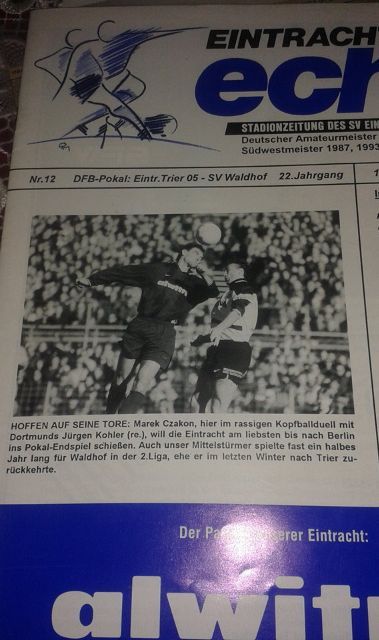 EINTRACHT
ech
STADIONZEITUNG DES SV EIN
Deutscher Amateurmeister
Südwestmeister 1987, 1993
Nr.12 DFB-Pokal: Eintr.Trier 05 - SV Waldhof 22.Jahrgang 1
alwitra
HOFFEN AUF SEINE TORE: Marek Czakon, hier im rassigen Kopfballduell mit
Dortmunds Jürgen Kohler (re.), will die Eintracht am liebsten bis nach Berlin
ins Pokal-Endspiel schießen. Auch unser Mittelstürmer spielte fast ein halbes
Jahr lang für Waldhof in der 2.Liga, ehe er im letzten Winter nach Trier zu-
rückkehrte.
Der Pa unserer Eintracht:
alwitr